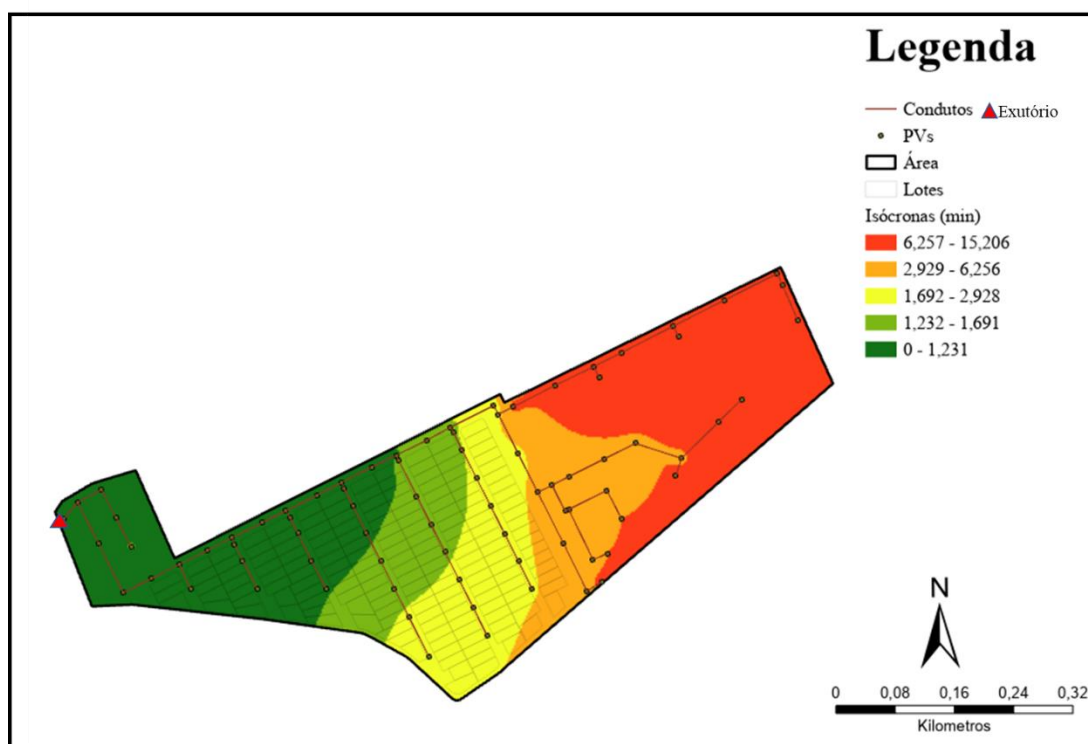 Legenda
Condutos Exutório
PVs
Área
Lotes
Isócronas (min)
6,257 - 15,206
2,929 - 6,256
1,692 - 2,928
1,232 - 1,691
0 - 1,231
N
0 0,08 0,16 0,24 0,32
Kilometros